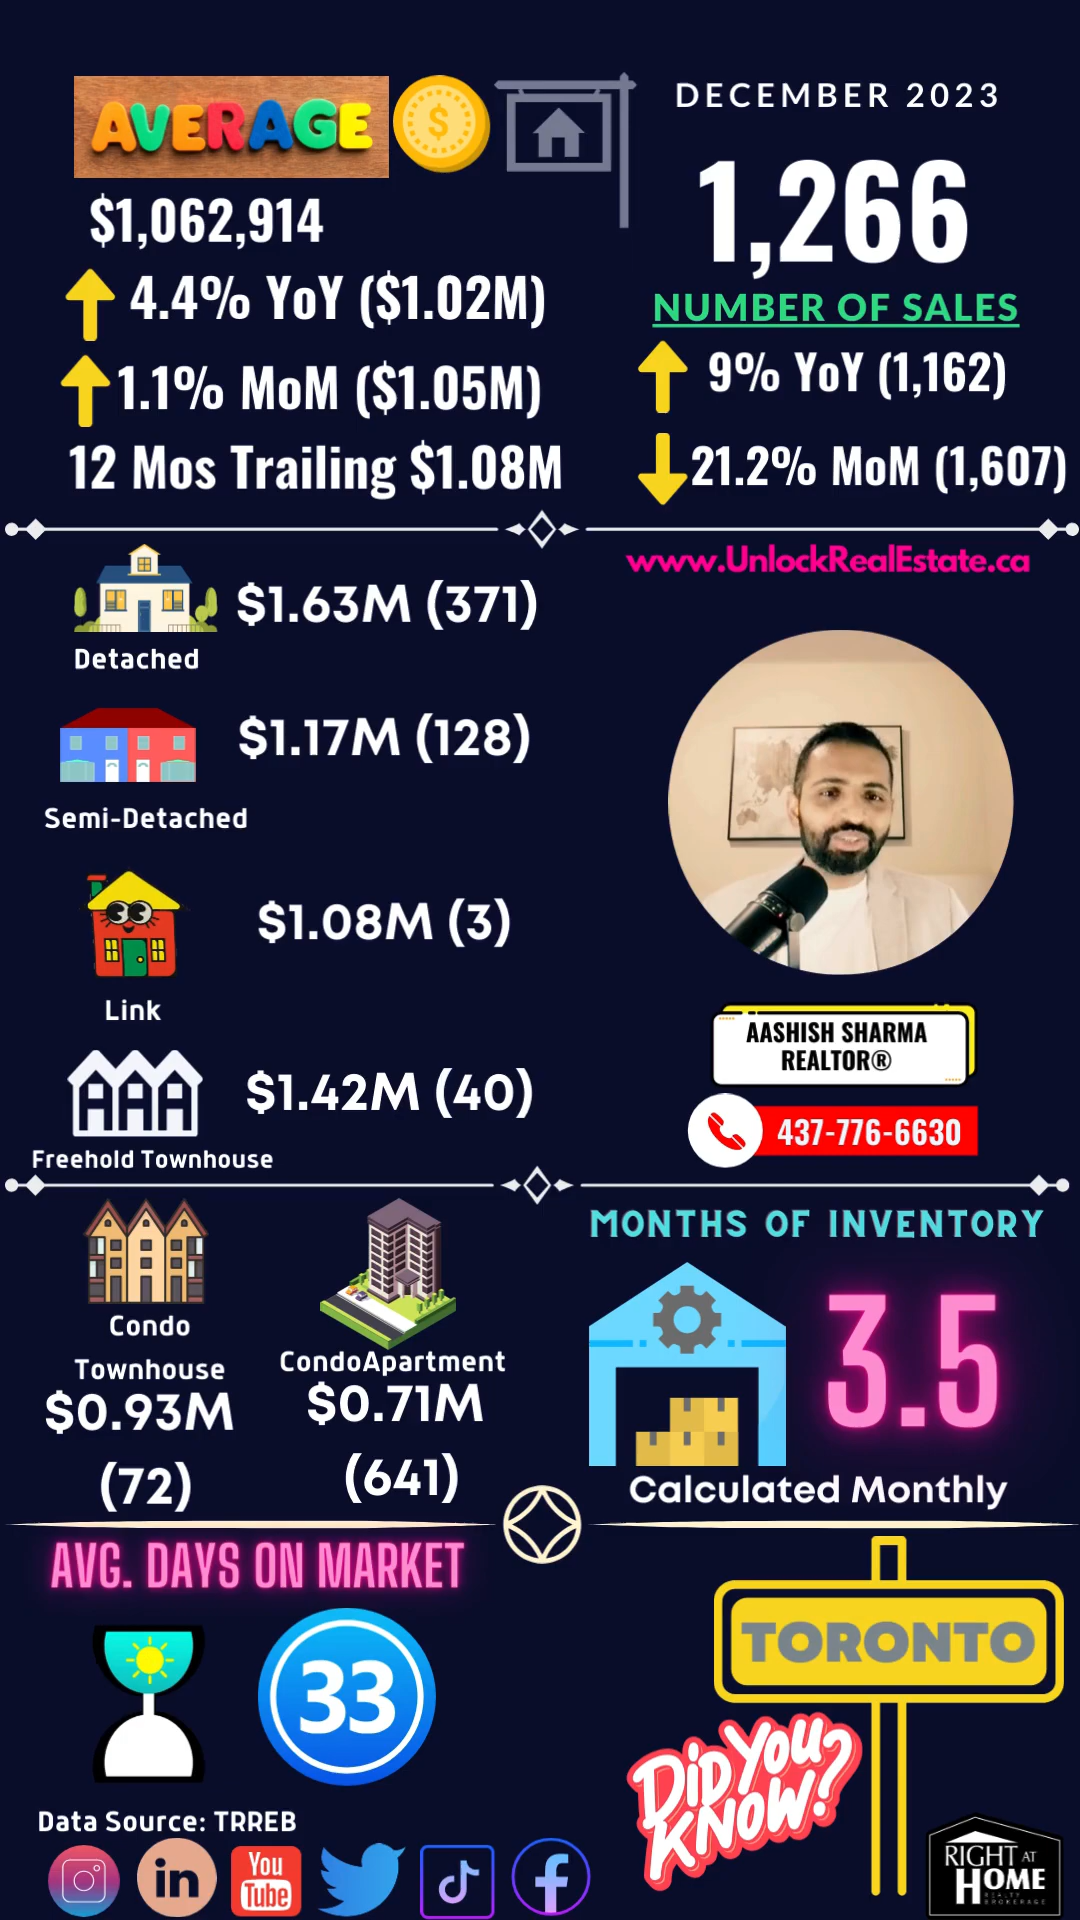 AVERAGE
$
DECEMBER 2023
$1,062,914
4.4% YoY ($1.02M)
1.1% MoM ($1.05M)
12 Mos Trailing $1.08M
1,266
NUMBER OF SALES
9% YoY (1,162)
21.2% MoM (1,607)
www.UnlockRealEstate.ca
$1.63M (371)
Detached
$1.17M (128)
Semi-Detached
$1.08M (3)
Link
$1.42M (40)
Freehold Townhouse
AASHISH SHARMA
REALTOR®
437-776-6630
Condo
Townhouse
$0.93M
(72)
CondoApartment
$0.71M
(641)
MONTHS OF INVENTORY
3.5
Calculated Monthly
AVG. DAYS ON MARKET
33
TORONTO
DiD YOU
KNOW?
Data Source: TRREB
in
You
Tube
RIGHT AT
HOME
REALTY
BROKERAGE